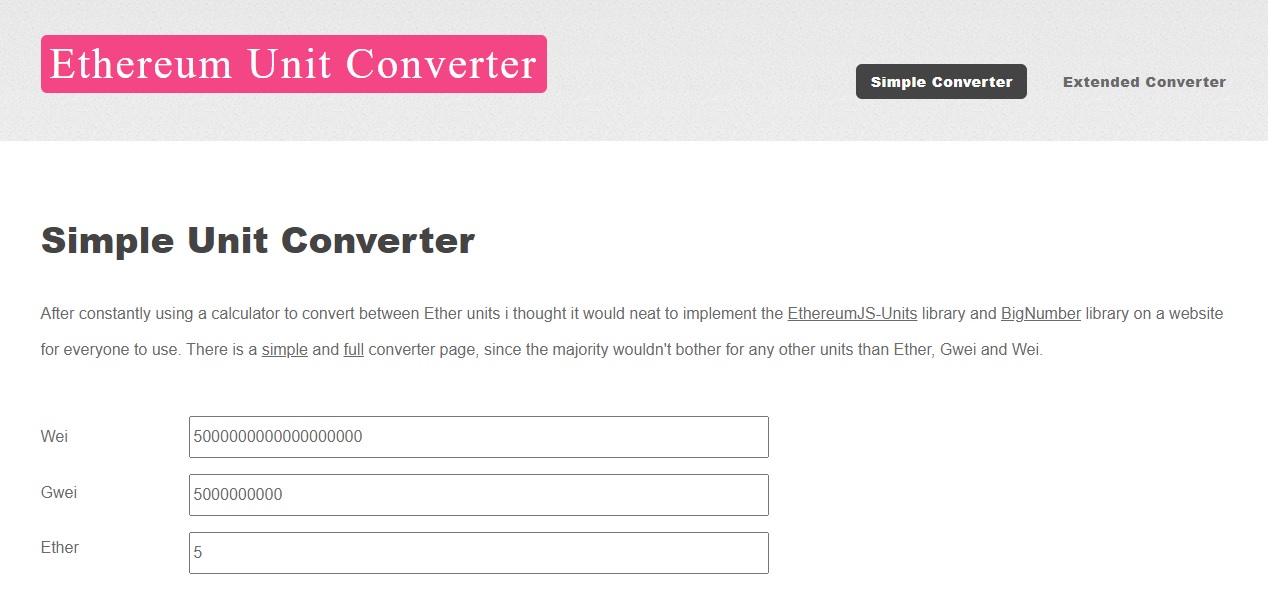 Ethereum Unit Converter
Simple Converter
Extended Converter
Simple Unit Converter
After constantly using a calculator to convert between Ether units i thought it would neat to implement the EthereumJS-Units library and BigNumber library on a website
for everyone to use. There is a simple and full converter page, since the majority wouldn't bother for any other units than Ether, Gwei and Wei.
Wei
5000000000000000000
Gwei
5000000000
Ether
5